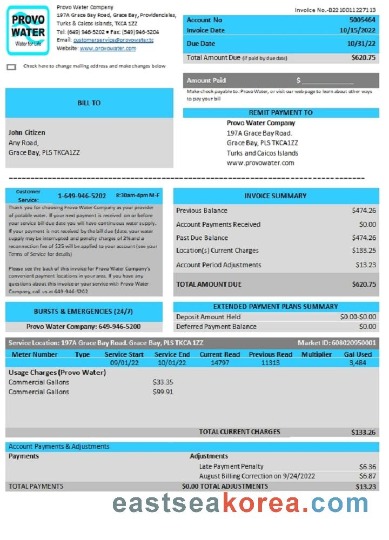 PROVO
WATER
Water for Life
Provo Water Company
197A Grace Bay Road, Grace Bay, Providenciales,
Turks & Caicos Islands, TKCA 1ZZ
Tel: (649) 946-5202 • Fax: (649) 946-5204
Email: customerservice@provowater.tc
Website: www.provowater.com
Check here to change mailing address and make changes below
Invoice No.-B2210011227113
Account No 5005464
Invoice Date 10/15/2022
Due Date 10/31/22
Total Amount Due (If paid by due date) $620.75
Amount Paid $
Make check payable to: Provo Water, or visit our web page to learn about other ways
to pay your bill
BILL TO
REMIT PAYMENT TO
John Citizen
Any Road,
Grace Bay, PLS TKCA1ZZ
Provo Water Company
197A Grace Bay Road.
Grace Bay, PLS TKCA1ZZ
Turks and Caicos Islands
www.provowater.com
Customer Service: 1-649-946-5202 8:30am-4pm M-F
Thank you for choosing Provo Water Company as your provider
of potable water. If your next payment is received on or before
your service bill due date you will have continuous water supply.
If your payment is not received by the bill due date, your water
supply may be interrupted and penalty charges of 2% and a
reconnection fee of $25 will be applied to your account (see your
Terms of Service for details)
Please see the back of this invoice for Provo Water Company's
convenient payment locations in your area. If you have any
questions about this invoice or your service with Provo Water
Company, call us at 649-946-5202
INVOICE SUMMARY
Previous Balance $474.26
Account Payments Received $0.00
Past Due Balance $474.26
Location(s) Current Charges $133.25
Account Period Adjustments $13.23
TOTAL AMOUNT DUE $620.75
BURSTS & EMERGENCIES (24/7)
Provo Water Company: 649-946-5200
EXTENDED PAYMENT PLANS SUMMARY
Deposit Amount Held $0.00-$0.00
Deferred Payment Balance $0.00
Service Location: 197A Grace Bay Road. Grace Bay, PLS TKCA 1ZZ Market ID: 608020950001
Meter Number Type Service Start Service End Current Read Previous Read Multiplier Gal Used
09/01/22 10/01/22 14797 11313 3,484
Usage Charges (Provo Water)
Commercial Gallons $33.35
Commercial Gallons $99.91
TOTAL CURRENT CHARGES $133.26
Account Payments & Adjustments
Payments Adjustments
Late Payment Penalty $6.36
August Billing Correction on 9/24/2022 $6.87
TOTAL PAYMENTS $0.00 TOTAL ADJUSTMENTS $13.23
eastseakorea.com